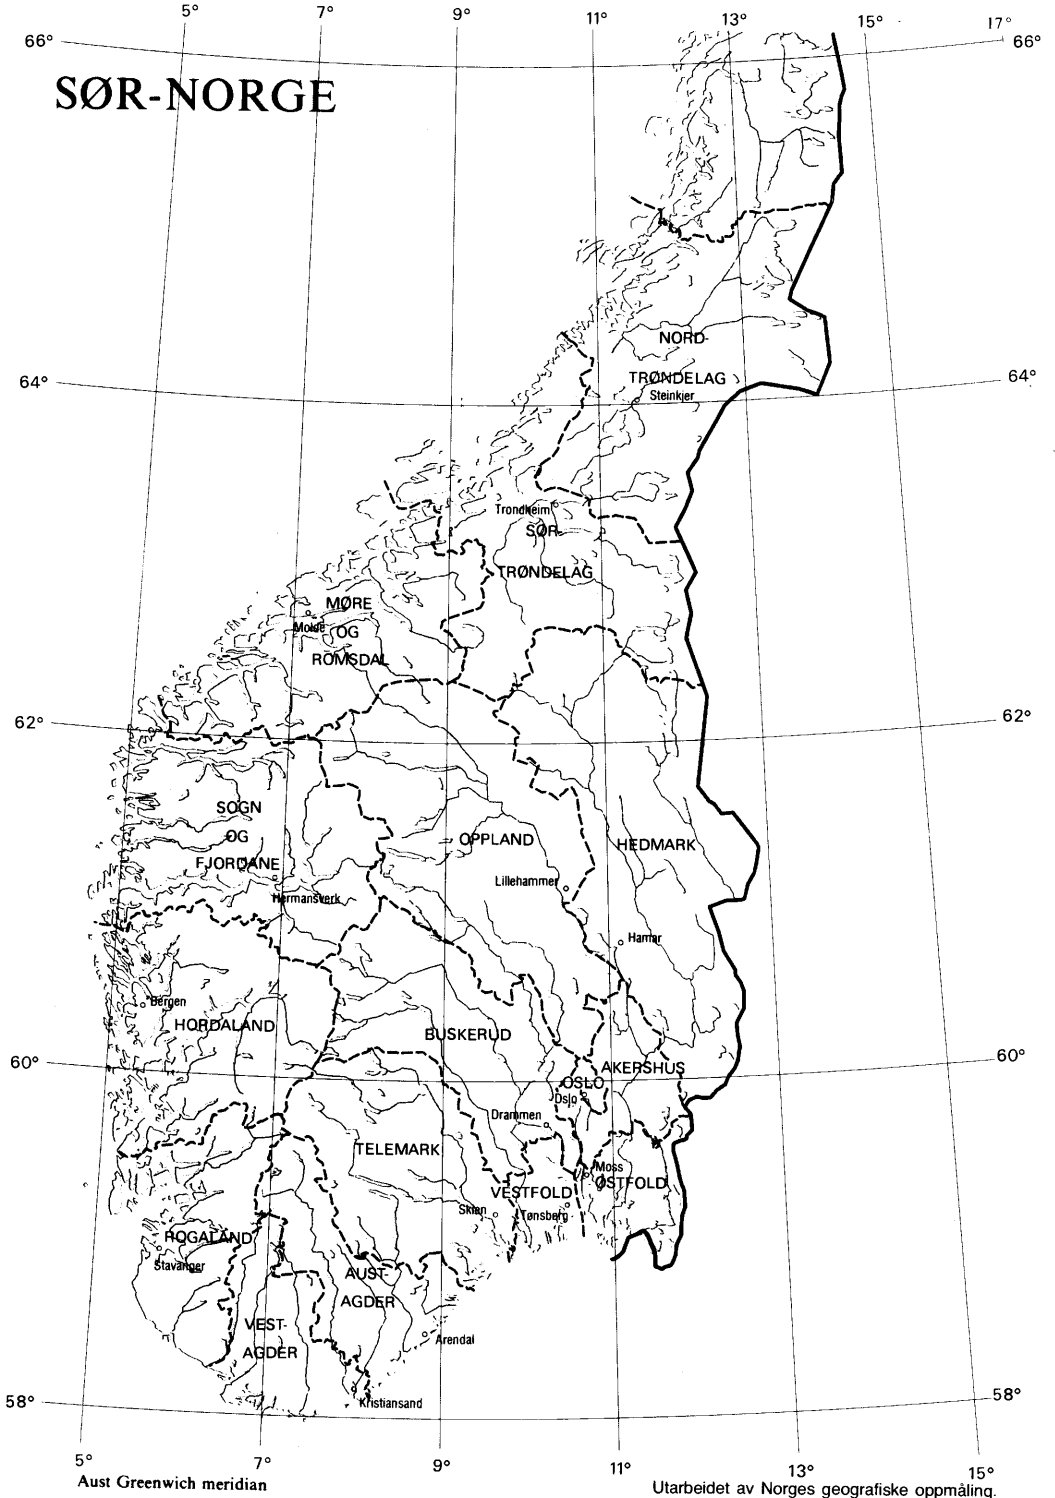 5° 7° 9° 11° 13° 15° 17°
66° 66°
SØR-NORGE
NORD-
64° TRØNDELAG 64°
Steinkjer
Trondheim
SØR-
TRØNDELAG
MØRE
Molde OG
ROMSDAL
62° 62°
SOGN
OG
FJORDANE
Hermansverk
OPPLAND
HEDMARK
Lillehammer
Hamar
Bergen
HORDALAND
BUSKERUD
60° 60°
AKERSHUS
OSLO
Oslo
Drammen
TELEMARK
Moss
ØSTFOLD
VESTFOLD
Skien Tønsberg
ROGALAND
Stavanger
AUST-
AGDER
VEST-
AGDER
Arendal
Kristiansand
58° 58°
5° 7° 9° 11° 13° 15°
Aust Greenwich meridian
Utarbeidet av Norges geografiske oppmåling.